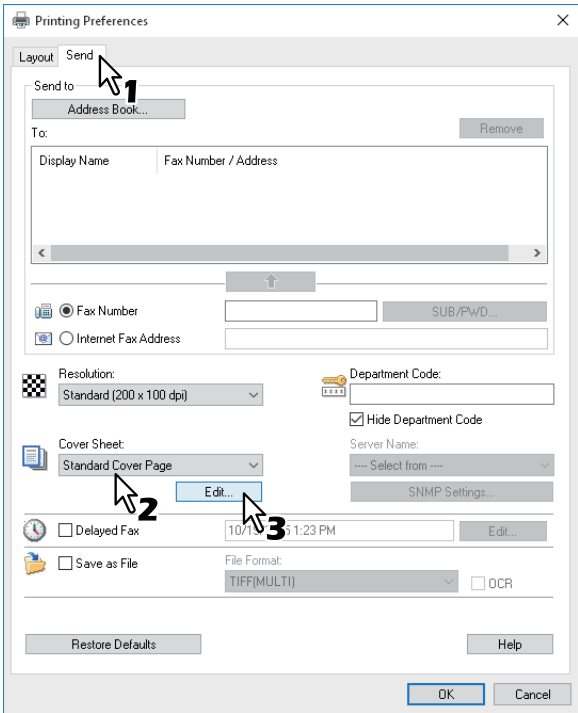 Printing Preferences
Layout Send
1
Send to
Address Book...
To:
Remove
Display Name Fax Number / Address
Fax Number
SUB/PWD...
Internet Fax Address
Resolution:
Standard (200 x 100 dpi)
Department Code:
Hide Department Code
Cover Sheet:
Standard Cover Page
2
Edit...
3
Server Name:
---- Select from ----
SNMP Settings...
Delayed Fax
1:23 PM
Edit...
Save as File
File Format:
TIFF(MULTI)
OCR
Restore Defaults
Help
OK
Cancel